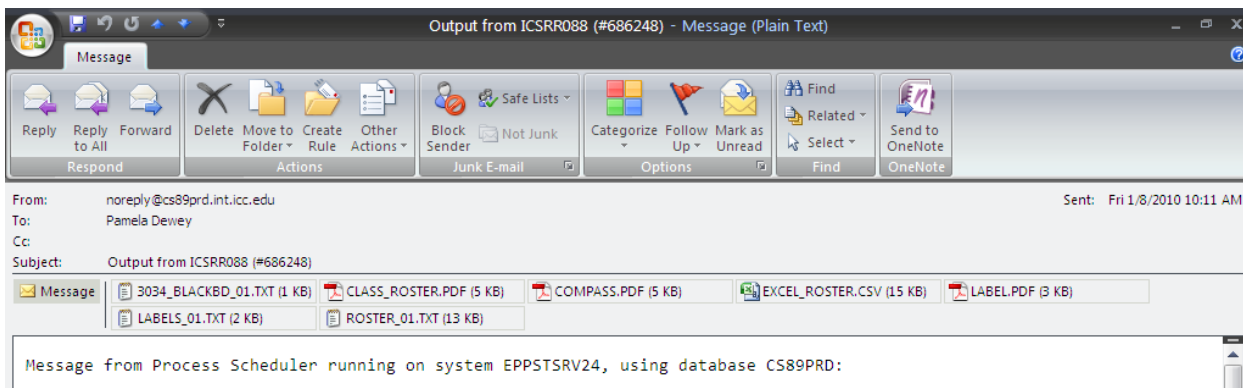 Output from ICSRR088 (#686248) - Message (Plain Text)
Message
Reply
Reply to All
Forward
Respond
Delete
Move to Folder
Create Rule
Other Actions
Actions
Block Sender
Safe Lists
Not Junk
Junk E-mail
Categorize
Follow Up
Mark as Unread
Options
Find
Related
Select
Find
Send to OneNote
OneNote
From: noreply@cs89prd.int.icc.edu Sent: Fri 1/8/2010 10:11 AM
To: Pamela Dewey
Cc:
Subject: Output from ICSRR088 (#686248)
Message 3034_BLACKBD_01.TXT (1 KB) CLASS_ROSTER.PDF (5 KB) COMPASS.PDF (5 KB) EXCEL_ROSTER.CSV (15 KB) LABEL.PDF (3 KB)
LABELS_01.TXT (2 KB) ROSTER_01.TXT (13 KB)
Message from Process Scheduler running on system EPPSTSRV24, using database CS89PRD: